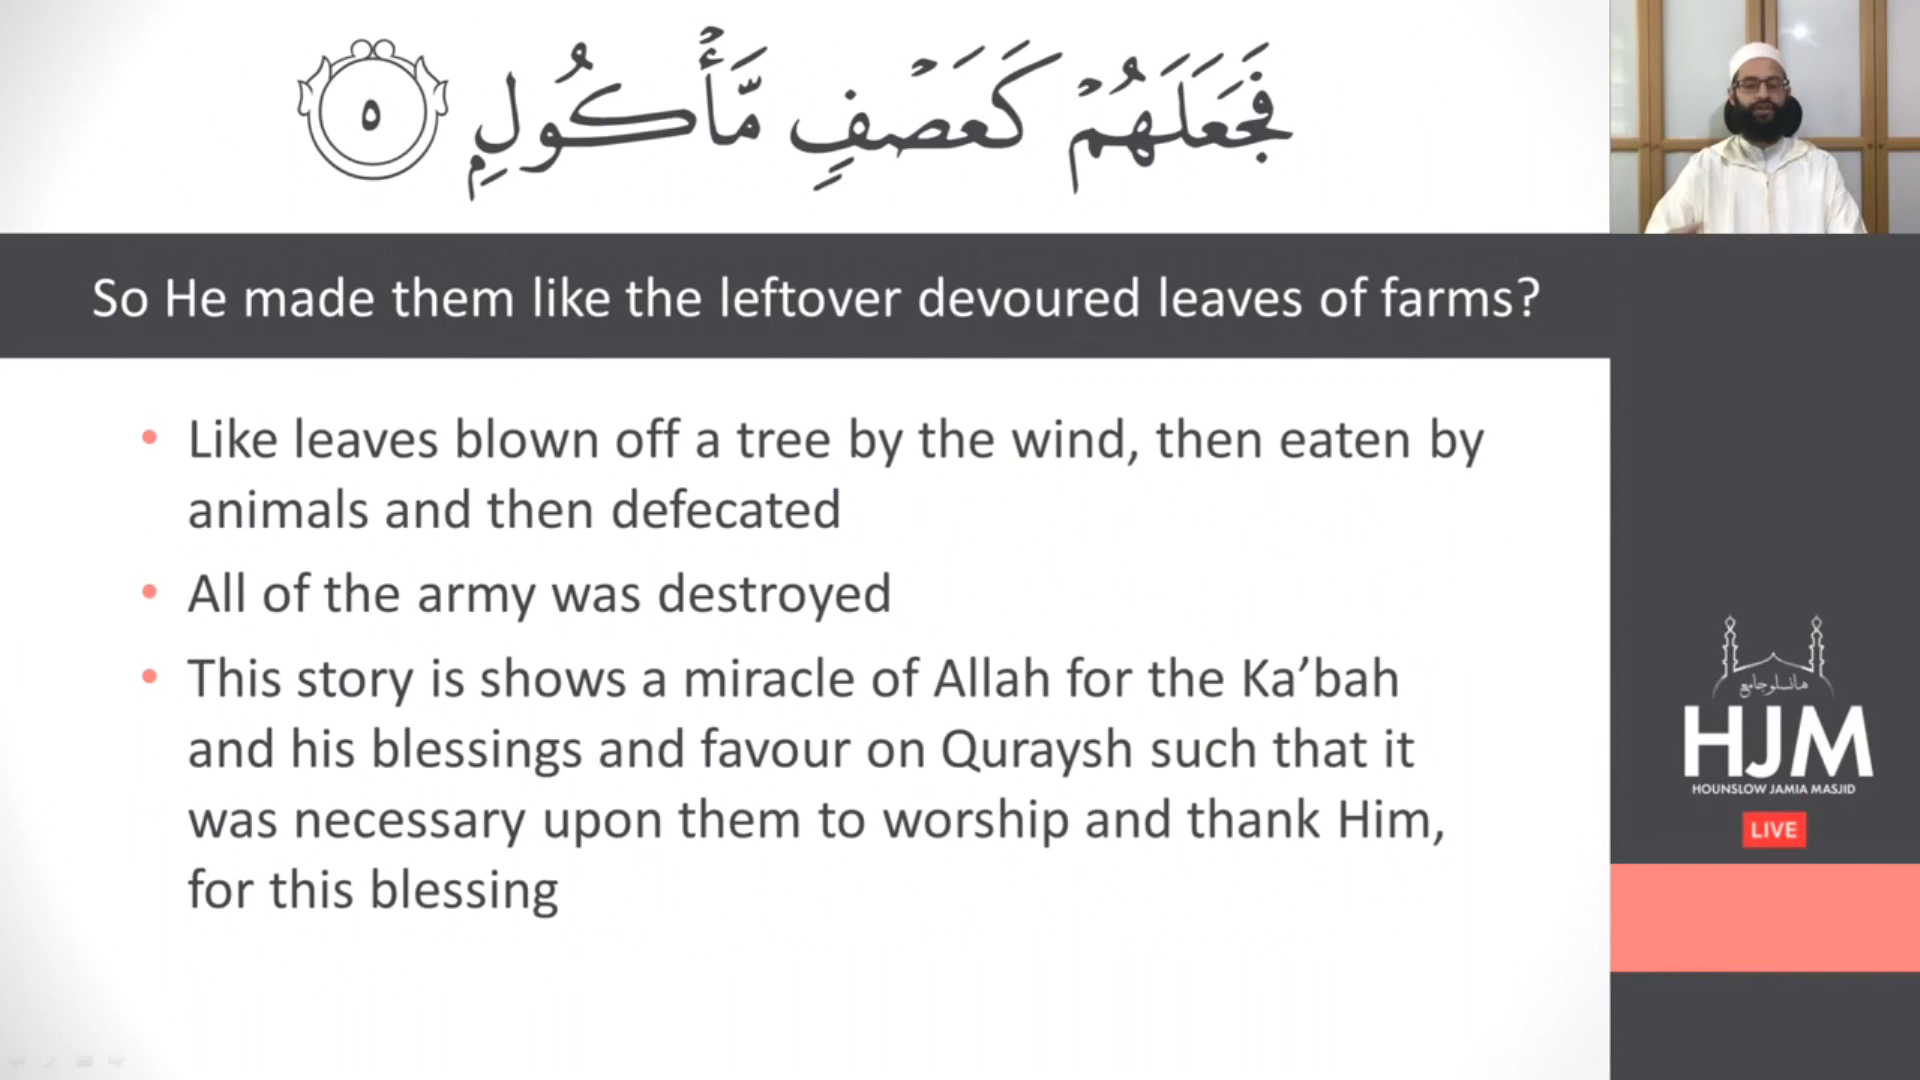 فَجَعَلَهُمۡ كَعَصۡفٖ مَّأۡكُولِۭ ٥
So He made them like the leftover devoured leaves of farms?
• Like leaves blown off a tree by the wind, then eaten by
animals and then defecated
• All of the army was destroyed
• This story is shows a miracle of Allah for the Ka’bah
and his blessings and favour on Quraysh such that it
was necessary upon them to worship and thank Him,
for this blessing
هانسلو جامع
HJM
HOUNSLOW JAMIA MASJID
LIVE